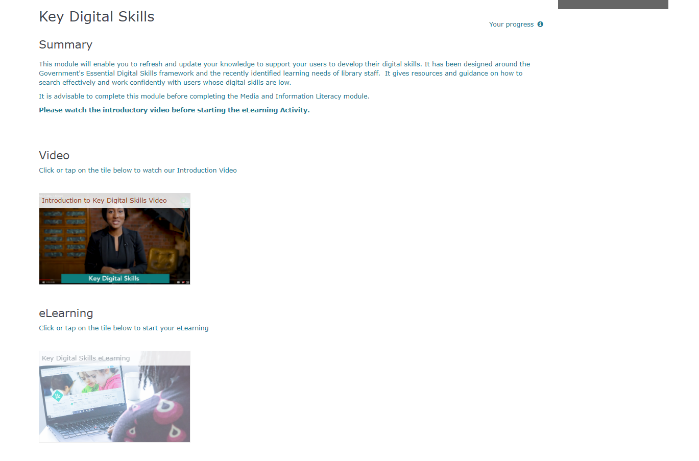 Key Digital Skills
Your progress
Summary
This module will enable you to refresh and update your knowledge to support your users to develop their digital skills. It has been designed around the
Government's Essential Digital Skills framework and the recently identified learning needs of library staff. It gives resources and guidance on how to
search effectively and work confidently with users whose digital skills are low.
It is advisable to complete this module before completing the Media and Information Literacy module.
Please watch the introductory video before starting the eLearning Activity.
Video
Click or tap on the tile below to watch our Introduction Video
Introduction to Key Digital Skills Video
Key Digital Skills
eLearning
Click or tap on the tile below to start your eLearning
Key Digital Skills eLearning